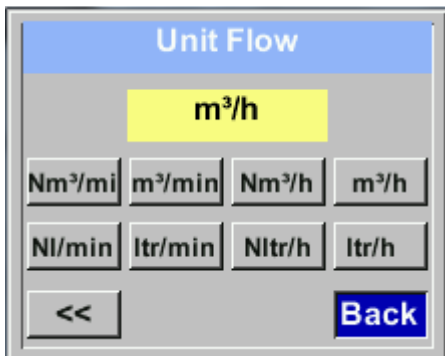 Unit Flow
m³/h
Nm³/mi m³/min Nm³/h m³/h
Nl/min ltr/min Nltr/h ltr/h
<< Back